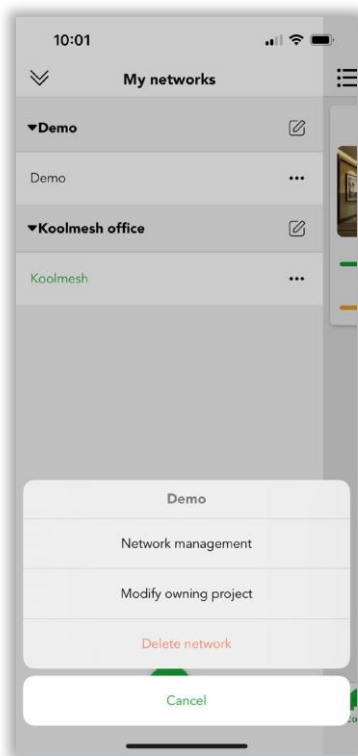 10:01
My networks
Demo
Demo
Koolmesh office
Koolmesh
Demo
Network management
Modify owning project
Delete network
Cancel